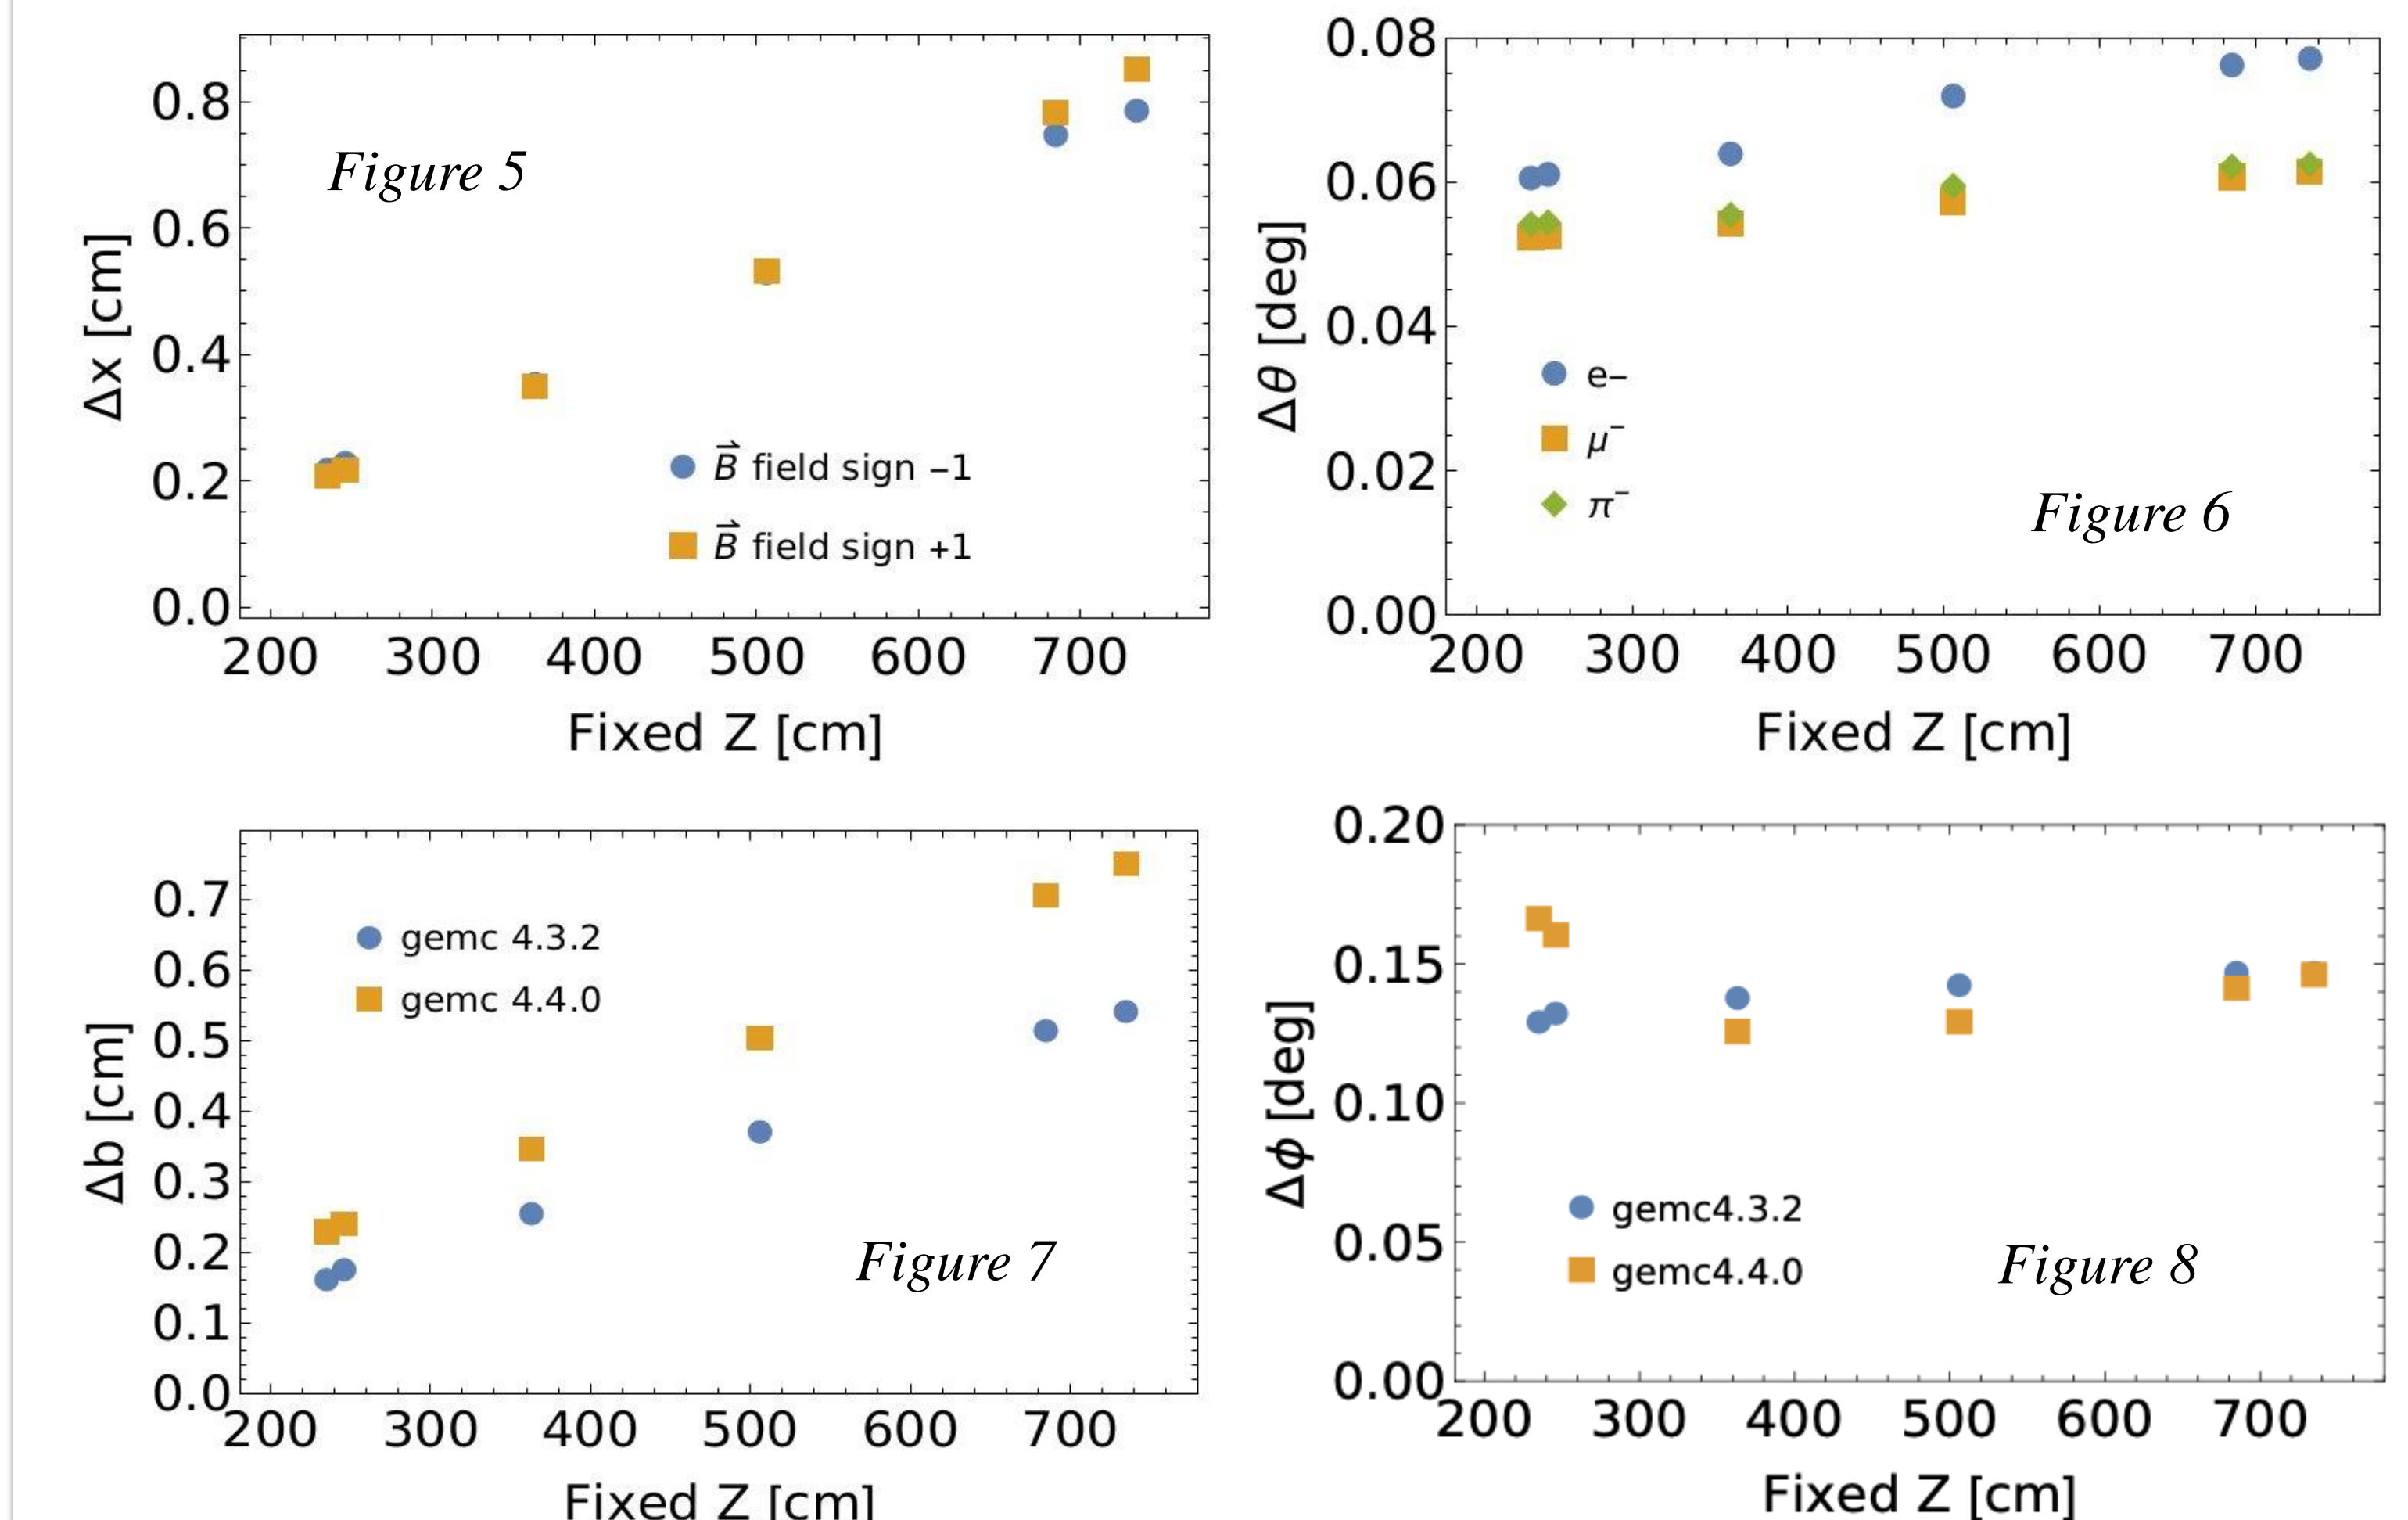 0.8
0.6
0.4
0.2
0.0
Δx [cm]
Figure 5
B⃗ field sign −1
B⃗ field sign +1
200 300 400 500 600 700
Fixed Z [cm]
0.08
0.06
0.04
0.02
0.00
Δθ [deg]
e−
μ⁻
π⁻
Figure 6
200 300 400 500 600 700
Fixed Z [cm]
0.7
0.6
0.5
0.4
0.3
0.2
0.1
0.0
Δb [cm]
gemc 4.3.2
gemc 4.4.0
Figure 7
200 300 400 500 600 700
Fixed Z [cm]
0.20
0.15
0.10
0.05
0.00
Δϕ [deg]
gemc4.3.2
gemc4.4.0
Figure 8
200 300 400 500 600 700
Fixed Z [cm]